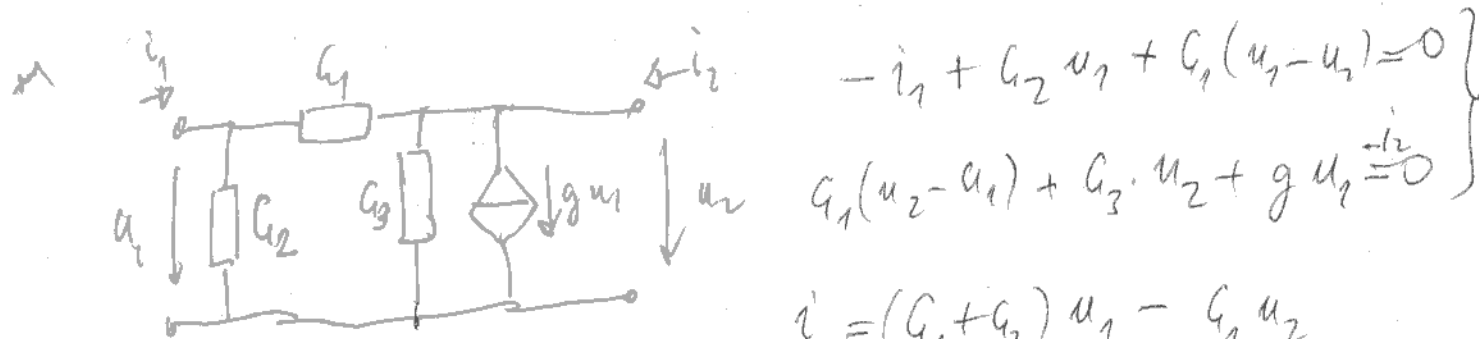 i₁ G₁ i₂
u₁ G₂ G₃ g u₁ u₂
-i₁ + G₂ u₁ + G₁(u₁-u₂)=0
G₁(u₂-u₁) + G₃·u₂ + g u₁ -i₂ =0
i = (G₁+G₂) u₁ - G₁ u₂